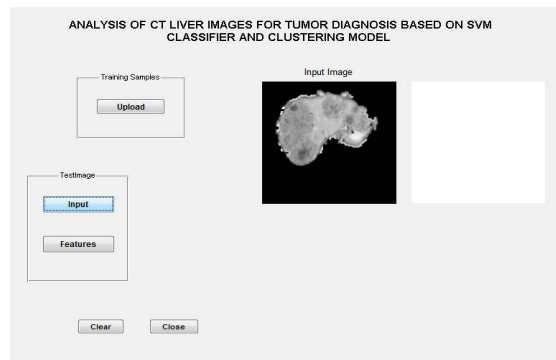 ANALYSIS OF CT LIVER IMAGES FOR TUMOR DIAGNOSIS BASED ON SVM
CLASSIFIER AND CLUSTERING MODEL
Training Samples
Upload
Input Image
TestImage
Input
Features
Clear
Close